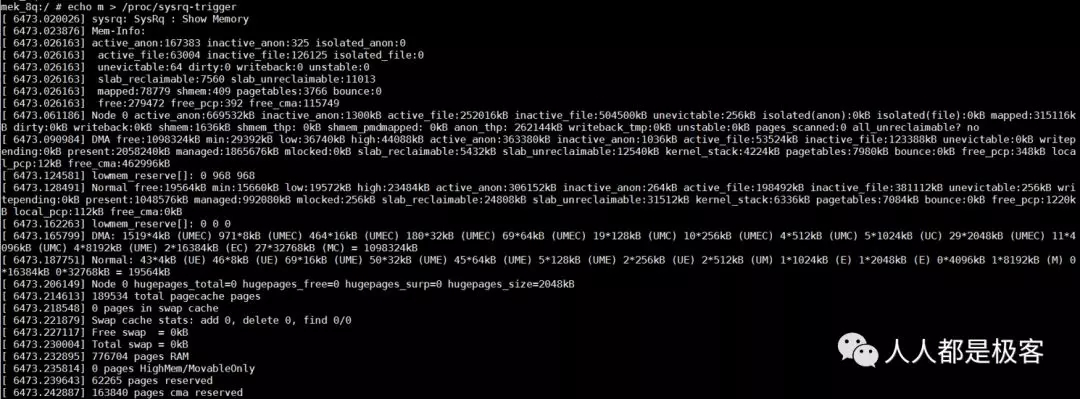 mek_8q:/ # echo m > /proc/sysrq-trigger
[ 6473.020026] sysrq: SysRq : Show Memory
[ 6473.023876] Mem-Info:
[ 6473.026163] active_anon:167383 inactive_anon:325 isolated_anon:0
[ 6473.026163]  active_file:63004 inactive_file:126125 isolated_file:0
[ 6473.026163]  unevictable:64 dirty:0 writeback:0 unstable:0
[ 6473.026163]  slab_reclaimable:7560 slab_unreclaimable:11013
[ 6473.026163]  mapped:78779 shmem:409 pagetables:3766 bounce:0
[ 6473.026163]  free:279472 free_pcp:392 free_cma:115749
[ 6473.061186] Node 0 active_anon:669532kB inactive_anon:1300kB active_file:252016kB inactive_file:504500kB unevictable:256kB isolated(anon):0kB isolated(file):0kB mapped:315116k
B dirty:0kB writeback:0kB shmem:1636kB shmem_thp: 0kB shmem_pmdmapped: 0kB anon_thp: 262144kB writeback_tmp:0kB unstable:0kB pages_scanned:0 all_unreclaimable? no
[ 6473.090984] DMA free:1098324kB min:29392kB low:36740kB high:44088kB active_anon:363380kB inactive_anon:1036kB active_file:53524kB inactive_file:123388kB unevictable:0kB writep
ending:0kB present:2058240kB managed:1865676kB mlocked:0kB slab_reclaimable:5432kB slab_unreclaimable:12540kB kernel_stack:4224kB pagetables:7980kB bounce:0kB free_pcp:348kB loca
l_pcp:12kB free_cma:462996kB
[ 6473.124581] lowmem_reserve[]: 0 968 968
[ 6473.128491] Normal free:19564kB min:15660kB low:19572kB high:23484kB active_anon:306152kB inactive_anon:264kB active_file:198492kB inactive_file:381112kB unevictable:256kB wri
tepending:0kB present:1048576kB managed:992080kB mlocked:256kB slab_reclaimable:24808kB slab_unreclaimable:31512kB kernel_stack:6336kB pagetables:7084kB bounce:0kB free_pcp:1220k
B local_pcp:112kB free_cma:0kB
[ 6473.162263] lowmem_reserve[]: 0 0 0
[ 6473.165799] DMA: 1519*4kB (UMEC) 971*8kB (UMEC) 464*16kB (UMEC) 180*32kB (UMEC) 69*64kB (UMEC) 19*128kB (UMC) 10*256kB (UMEC) 4*512kB (UMC) 5*1024kB (UC) 29*2048kB (UMEC) 11*4
096kB (UMC) 4*8192kB (UME) 2*16384kB (EC) 27*32768kB (MC) = 1098324kB
[ 6473.187751] Normal: 43*4kB (UE) 46*8kB (UE) 69*16kB (UME) 50*32kB (UME) 45*64kB (UME) 5*128kB (UME) 2*256kB (UE) 2*512kB (UM) 1*1024kB (E) 1*2048kB (E) 0*4096kB 1*8192kB (M) 0
*16384kB 0*32768kB = 19564kB
[ 6473.206149] Node 0 hugepages_total=0 hugepages_free=0 hugepages_surp=0 hugepages_size=2048kB
[ 6473.214613] 189534 total pagecache pages
[ 6473.218548] 0 pages in swap cache
[ 6473.221879] Swap cache stats: add 0, delete 0, find 0/0
[ 6473.227117] Free swap  = 0kB
[ 6473.230004] Total swap = 0kB
[ 6473.232895] 776704 pages RAM
[ 6473.235814] 0 pages HighMem/MovableOnly
[ 6473.239643] 62265 pages reserved
[ 6473.242887] 163840 pages cma reserved
人人都是极客